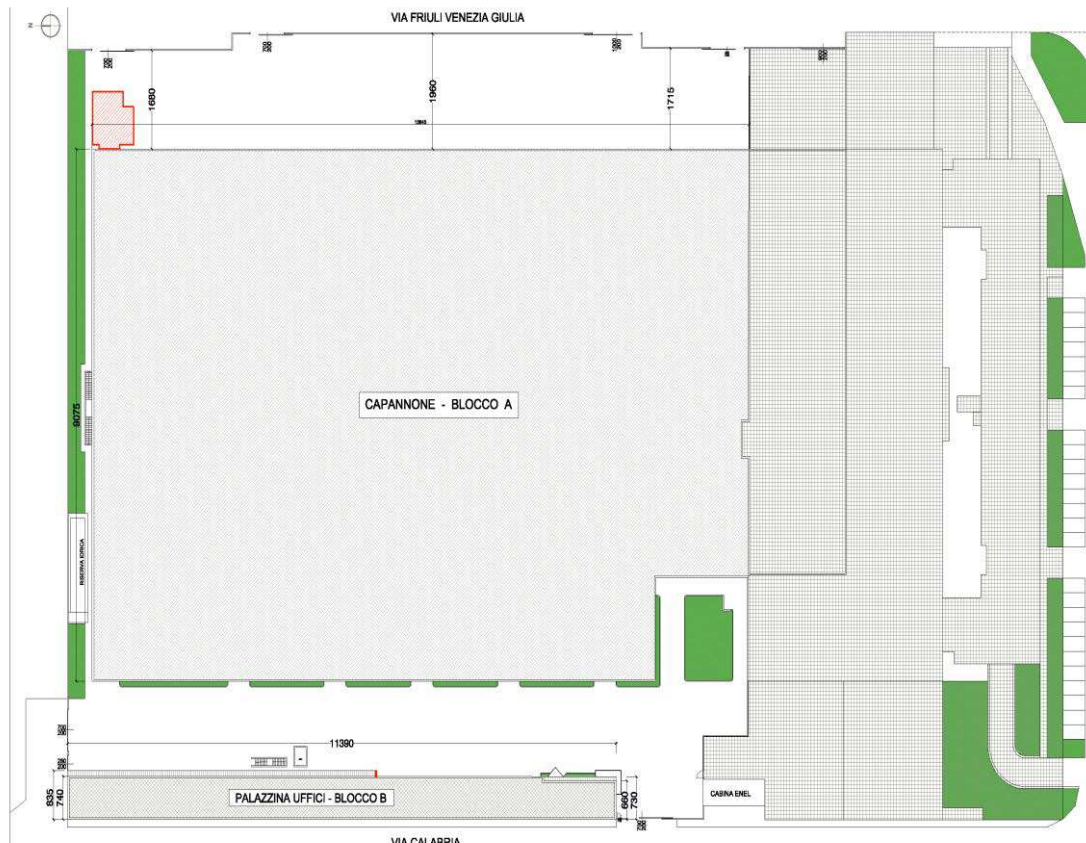 VIA FRIULI VENEZIA GIULIA
N
1680
1960
1715
CAPANNONE - BLOCCO A
9075
RISERVA IDRICA
11390
835
740
PALAZZINA UFFICI - BLOCCO B
660
730
CABINA ENEL
VIA CALABRIA